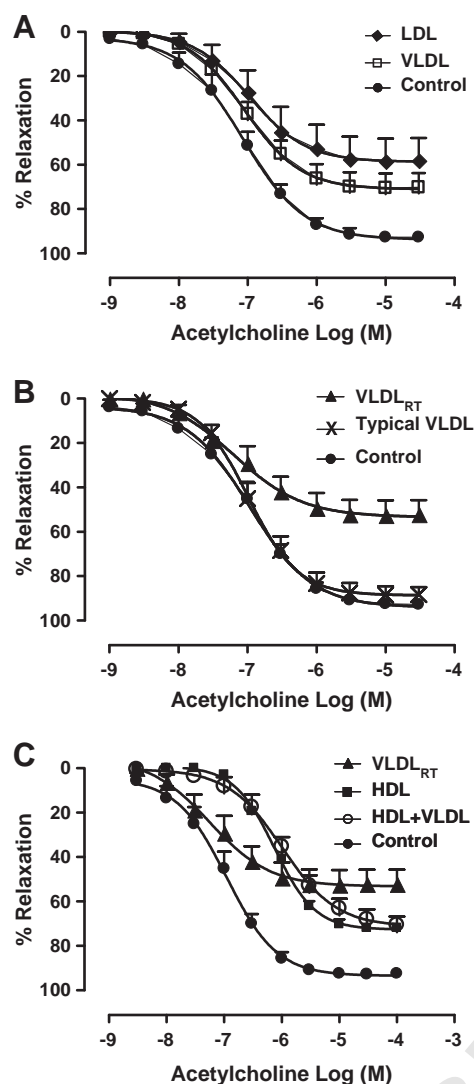 A
LDL
VLDL
Control
0
20
40
60
80
100
% Relaxation
-9 -8 -7 -6 -5 -4
Acetylcholine Log (M)
B
VLDLRT
Typical VLDL
Control
0
20
40
60
80
100
% Relaxation
-9 -8 -7 -6 -5 -4
Acetylcholine Log (M)
C
VLDLRT
HDL
HDL+VLDL
Control
0
20
40
60
80
100
% Relaxation
-9 -8 -7 -6 -5 -4 -3
Acetylcholine Log (M)